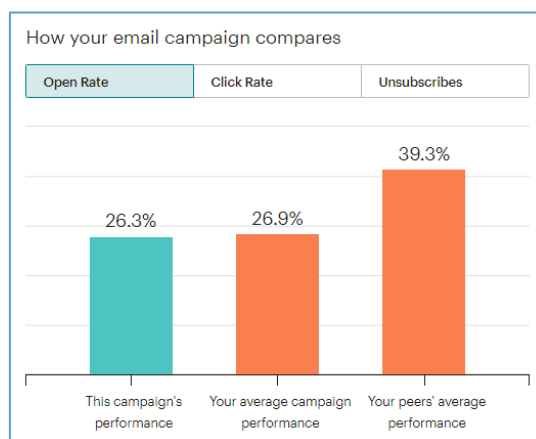 How your email campaign compares
Open Rate Click Rate Unsubscribes
39.3%
26.3% 26.9%
This campaign's Your average campaign Your peers' average
performance performance performance